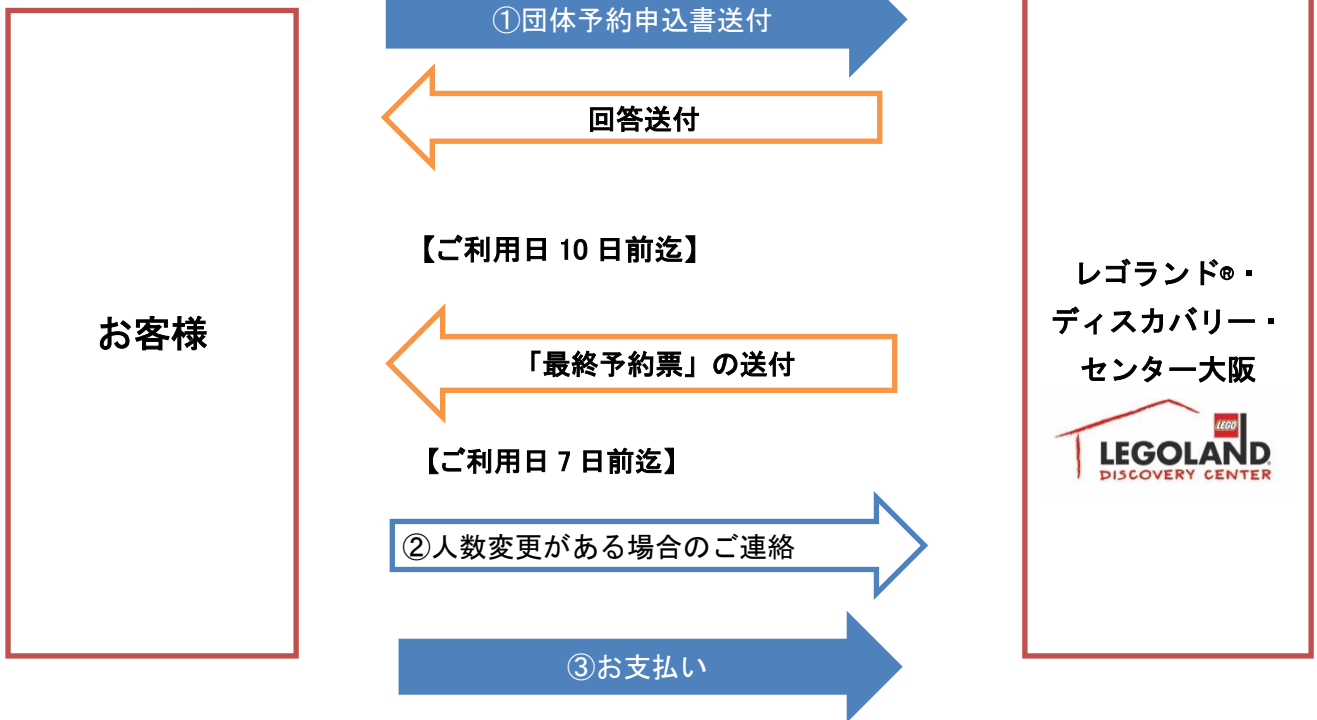 ①団体予約申込書送付
回答送付
【ご利用日 10 日前迄】
お客様
「最終予約票」の送付
【ご利用日 7 日前迄】
②人数変更がある場合のご連絡
③お支払い
レゴランド®・
ディスカバリー・
センター大阪
LEGO
LEGOLAND
DISCOVERY CENTER